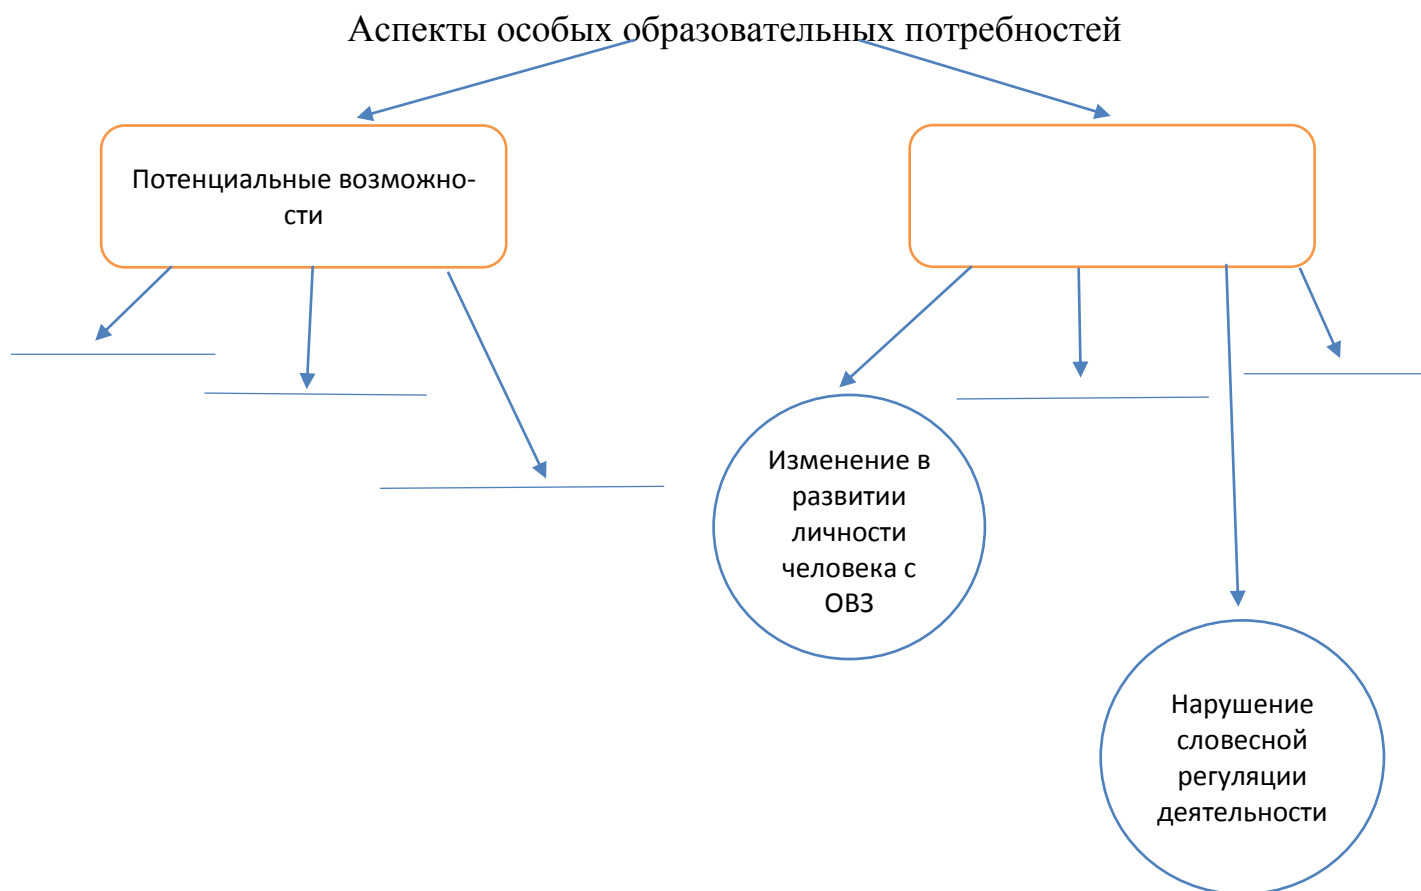 Аспекты особых образовательных потребностей
Потенциальные возможно-
сти
Изменение в
развитии
личности
человека с
ОВЗ
Нарушение
словесной
регуляции
деятельности